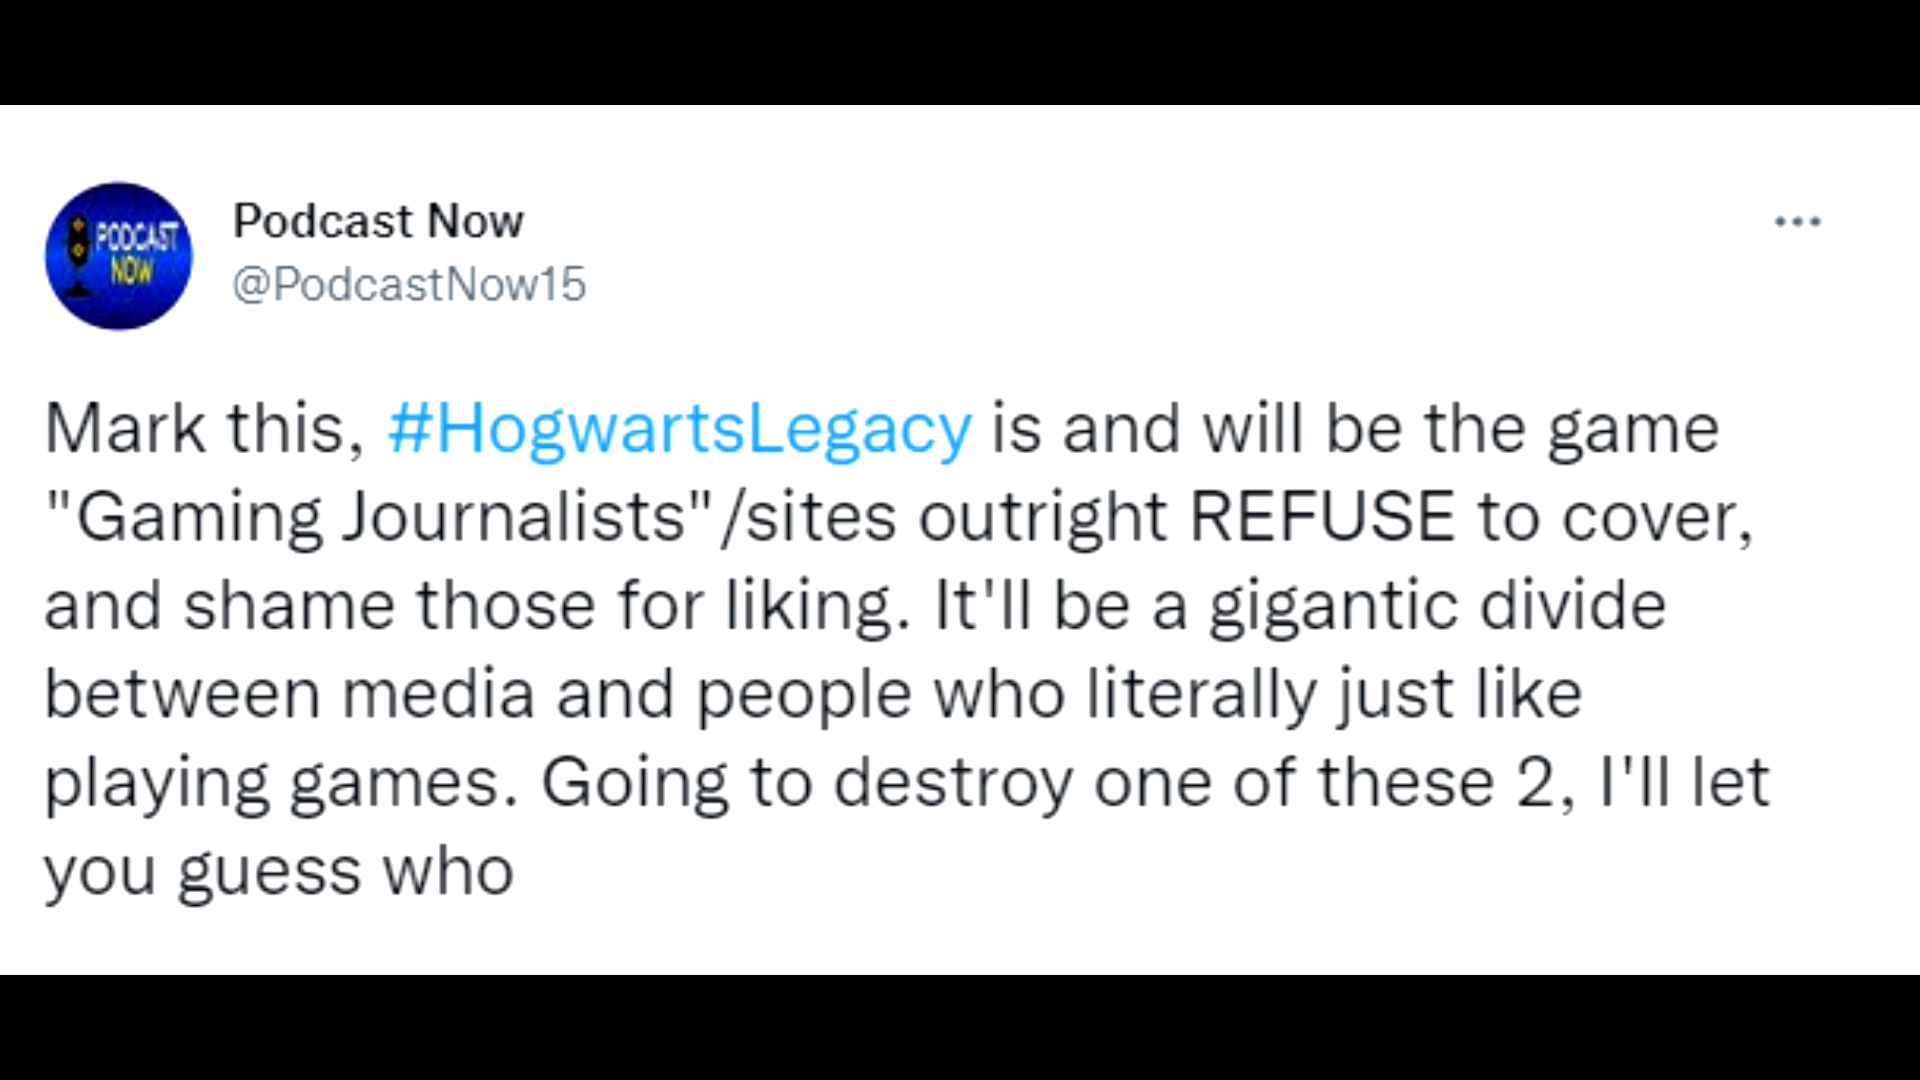 PODCAST
NOW
Podcast Now
@PodcastNow15
Mark this, #HogwartsLegacy is and will be the game
"Gaming Journalists"/sites outright REFUSE to cover,
and shame those for liking. It'll be a gigantic divide
between media and people who literally just like
playing games. Going to destroy one of these 2, I'll let
you guess who